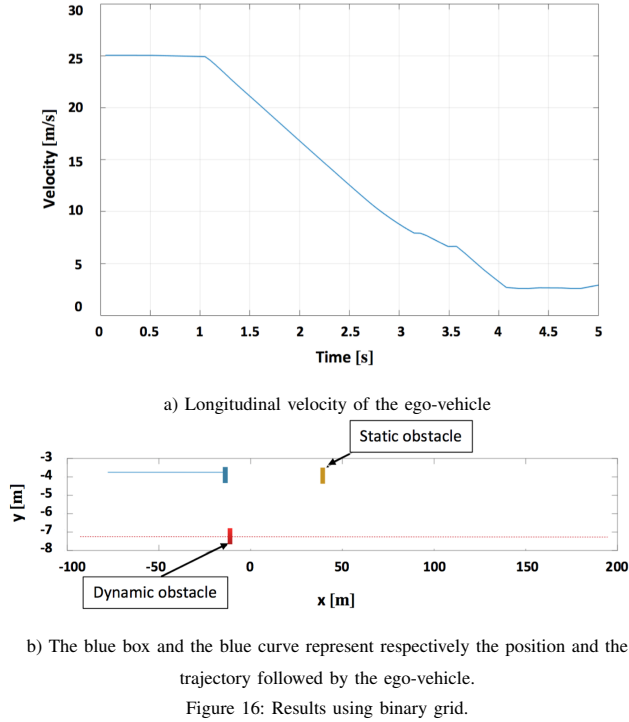 30
25
20
15
10
5
0
Velocity [m/s]
0 0.5 1 1.5 2 2.5 3 3.5 4 4.5 5
Time [s]
a) Longitudinal velocity of the ego-vehicle
Static obstacle
-3
-4
-5
-6
-7
-8
y [m]
-100 -50 0 50 100 150 200
Dynamic obstacle
x [m]
b) The blue box and the blue curve represent respectively the position and the
trajectory followed by the ego-vehicle.
Figure 16: Results using binary grid.